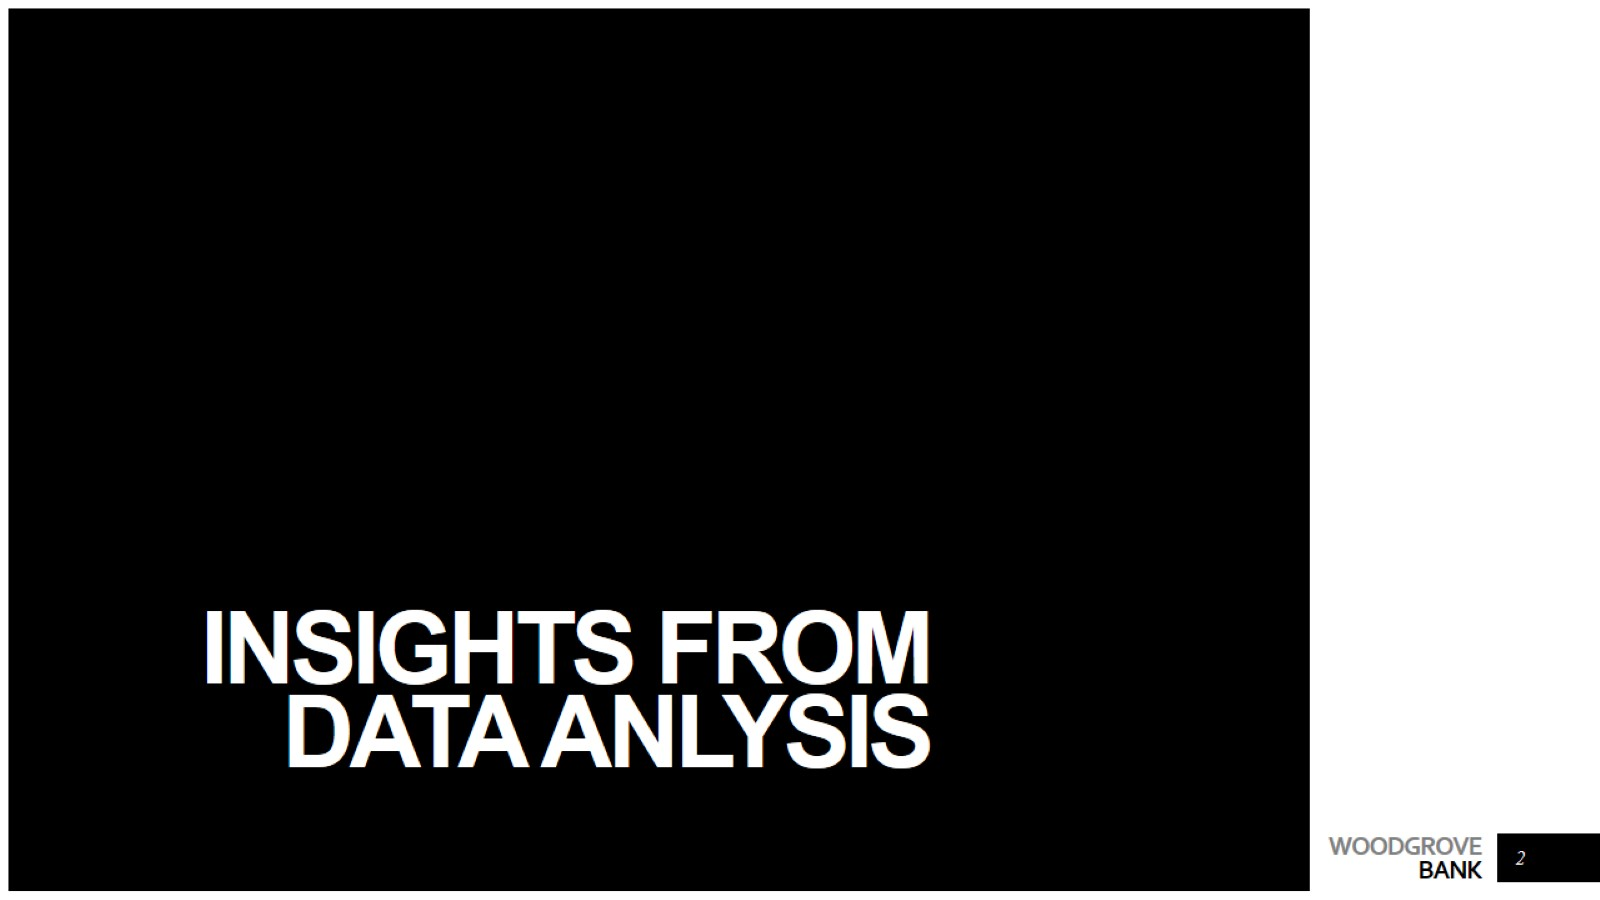 INSIGHTS FROM
DATA ANLYSIS
WOODGROVE
BANK
2